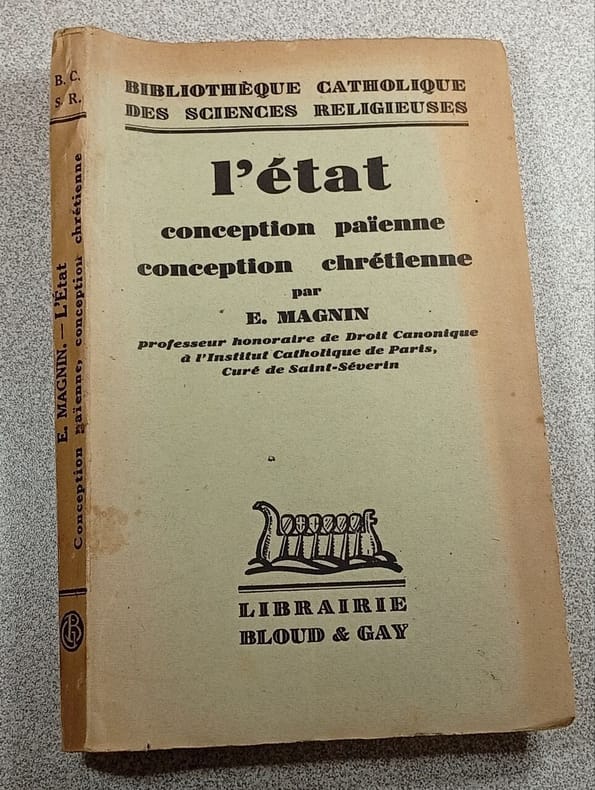 B. C.
S. R.
E. MAGNIN. — L'État
Conception païenne, conception chrétienne
BIBLIOTHÈQUE CATHOLIQUE
DES SCIENCES RELIGIEUSES
l'état
conception païenne
conception chrétienne
par
E. MAGNIN
professeur honoraire de Droit Canonique
à l'Institut Catholique de Paris,
Curé de Saint-Séverin
LIBRAIRIE
BLOUD & GAY